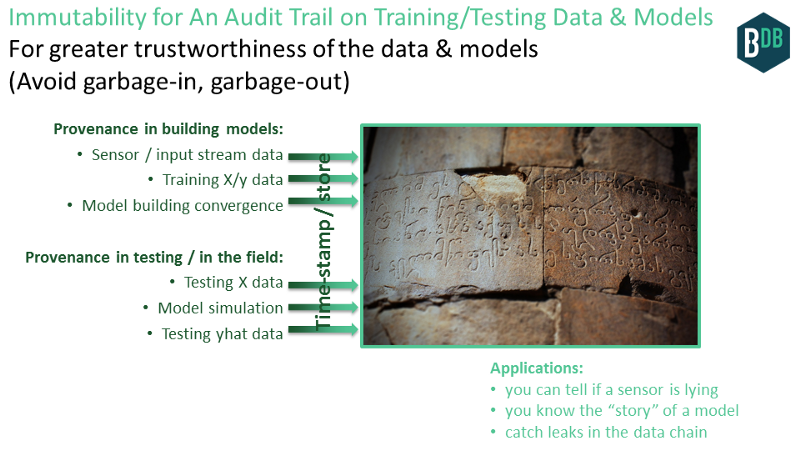 Immutability for An Audit Trail on Training/Testing Data & Models
For greater trustworthiness of the data & models
(Avoid garbage-in, garbage-out)
BDB
Provenance in building models:
• Sensor / input stream data
• Training X/y data
• Model building convergence
Provenance in testing / in the field:
• Testing X data
• Model simulation
• Testing yhat data
Time-stamp/ store
Applications:
• you can tell if a sensor is lying
• you know the “story” of a model
• catch leaks in the data chain